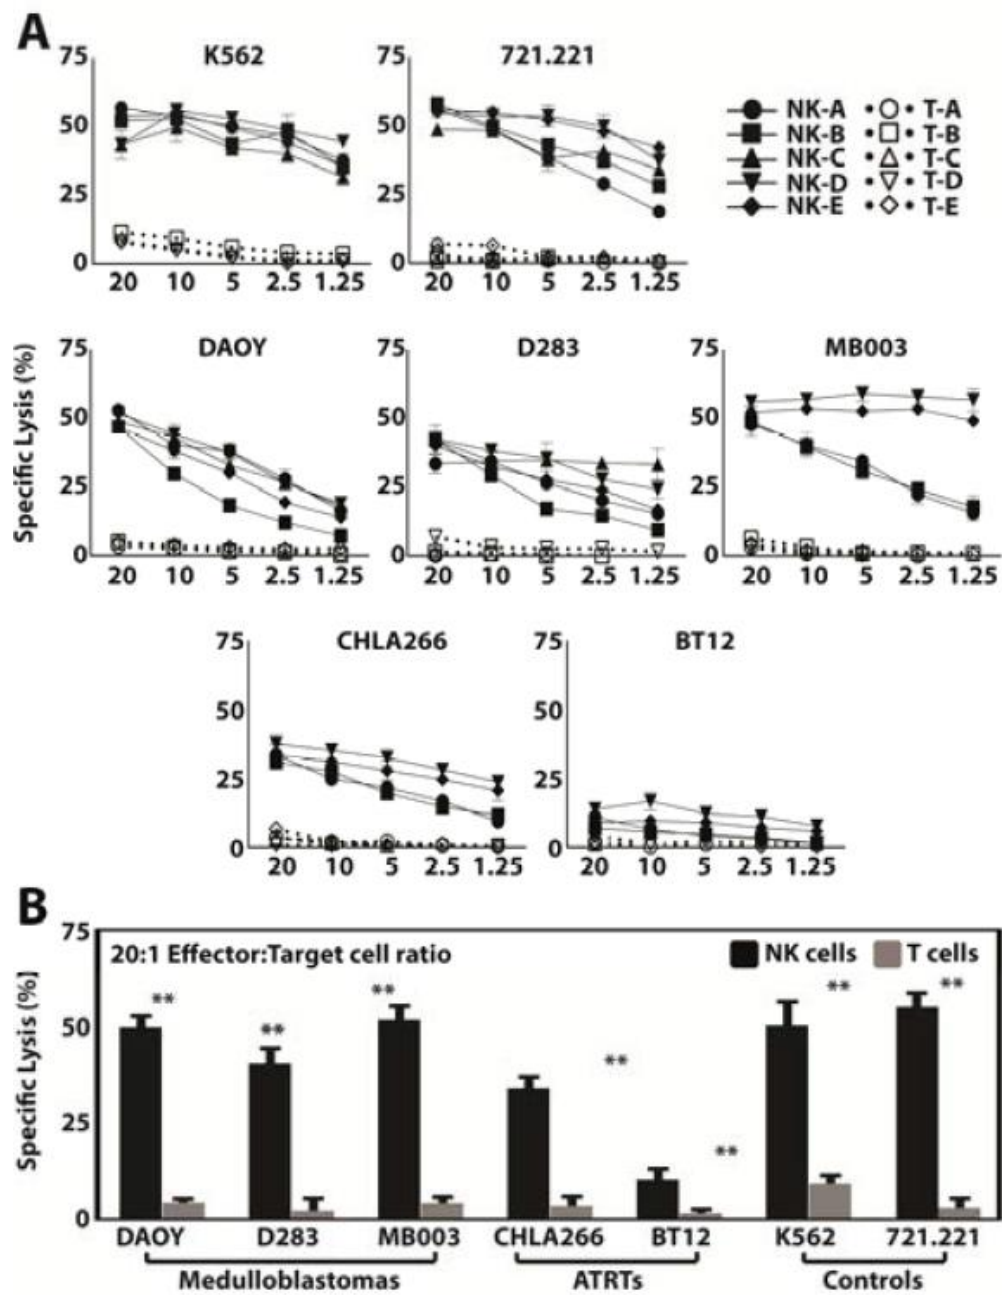 A
K562
721.221
75
50
25
0
20 10 5 2.5 1.25
75
50
25
0
20 10 5 2.5 1.25
NK-A T-A
NK-B T-B
NK-C T-C
NK-D T-D
NK-E T-E
Specific Lysis (%)
DAOY
D283
MB003
75
50
25
0
20 10 5 2.5 1.25
75
50
25
0
20 10 5 2.5 1.25
75
50
25
0
20 10 5 2.5 1.25
CHLA266
BT12
75
50
25
0
20 10 5 2.5 1.25
75
50
25
0
20 10 5 2.5 1.25
B
Specific Lysis (%)
75
50
25
0
20:1 Effector:Target cell ratio
NK cells T cells
** ** ** ** ** ** **
DAOY D283 MB003 CHLA266 BT12 K562 721.221
Medulloblastomas ATRTs Controls